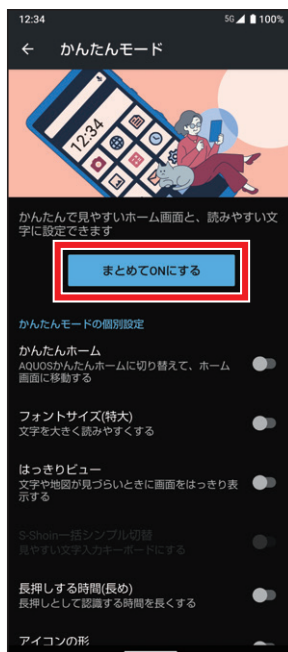 12:34
5G 100%
← かんたんモード
12:34
かんたんで見やすいホーム画面と、読みやすい文
字に設定できます
まとめてONにする
かんたんモードの個別設定
かんたんホーム
AQUOSかんたんホームに切り替えて、ホーム
画面に移動する
フォントサイズ(特大)
文字を大きく読みやすくする
はっきりビュー
文字や地図が見づらいときに画面をはっきり表
示する
S-Shoin一括シンプル切替
見やすい文字入力キーボードにする
長押しする時間(長め)
長押しとして認識する時間を長くする
アイコンの形